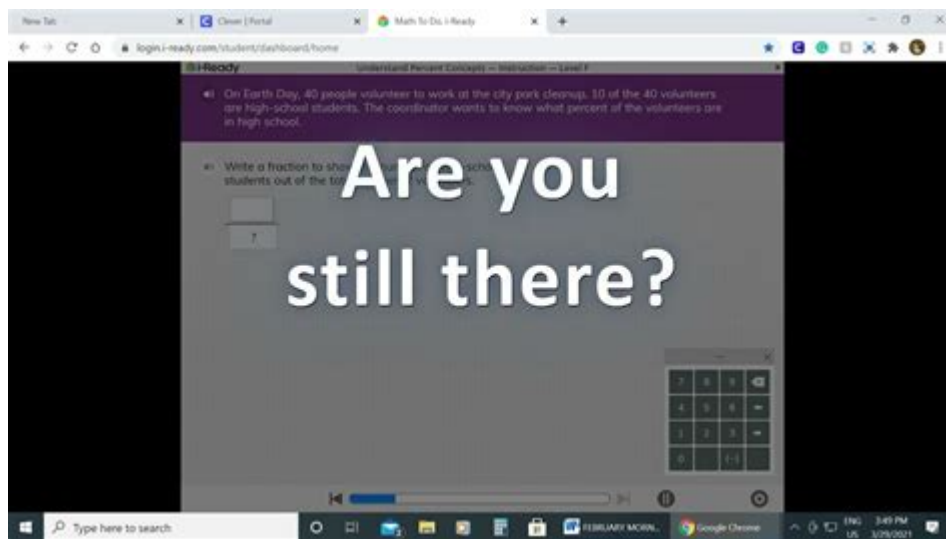 New Tab
Clever | Portal
Math To Do, i-Ready
login.i-ready.com/student/dashboard/home
i-Ready
Understand Percent Concepts — Instruction — Level F
On Earth Day, 40 people volunteer to work at the city park cleanup. 10 of the 40 volunteers
are high-school students. The coordinator wants to know what percent of the volunteers are
in high school.
Write a fraction to
students out of the
Are you
still there?
7 8 9
4 5 6
1 2 3
0 (−)
Type here to search
FEBRUARY MORN...
Google Chrome
ENG
US
3:49 PM
3/29/2021